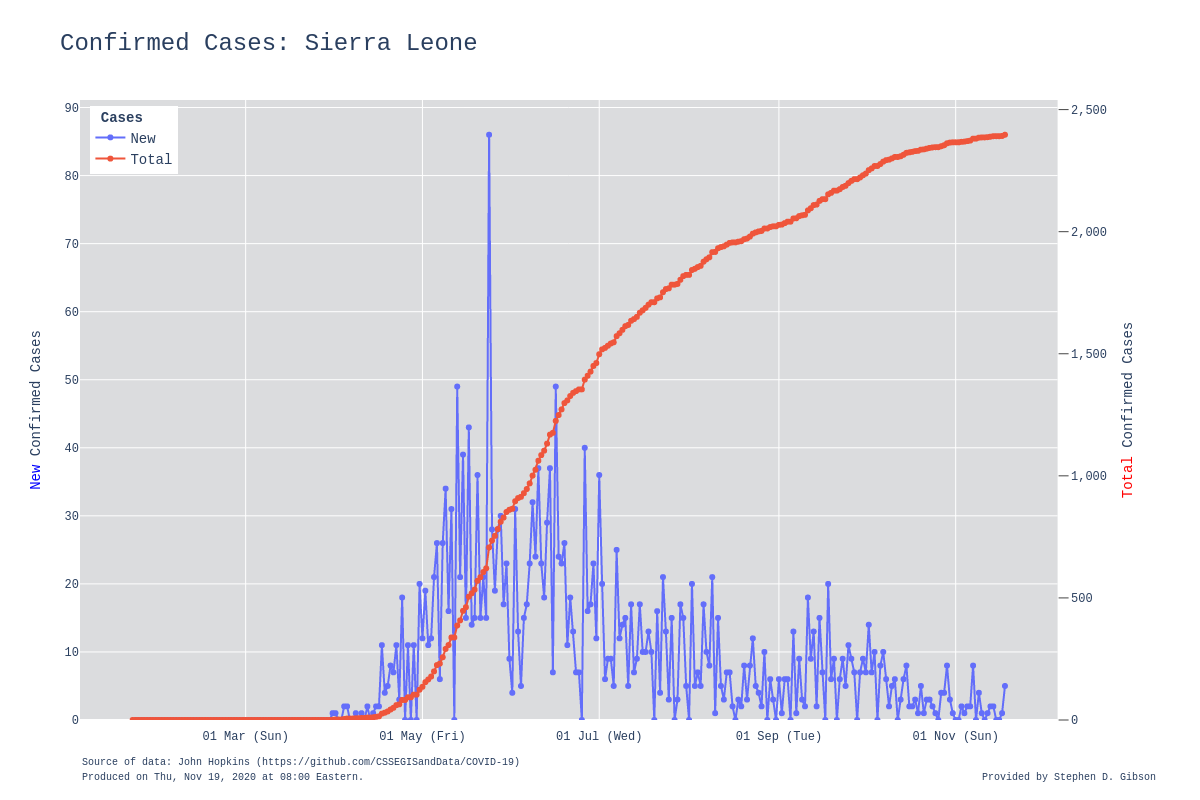 Confirmed Cases: Sierra Leone
Cases
New
Total
90
80
70
60
50
40
30
20
10
0
New Confirmed Cases
2,500
2,000
1,500
1,000
500
0
Total Confirmed Cases
01 Mar (Sun) 01 May (Fri) 01 Jul (Wed) 01 Sep (Tue) 01 Nov (Sun)
Source of data: John Hopkins (https://github.com/CSSEGISandData/COVID-19)
Produced on Thu, Nov 19, 2020 at 08:00 Eastern.
Provided by Stephen D. Gibson